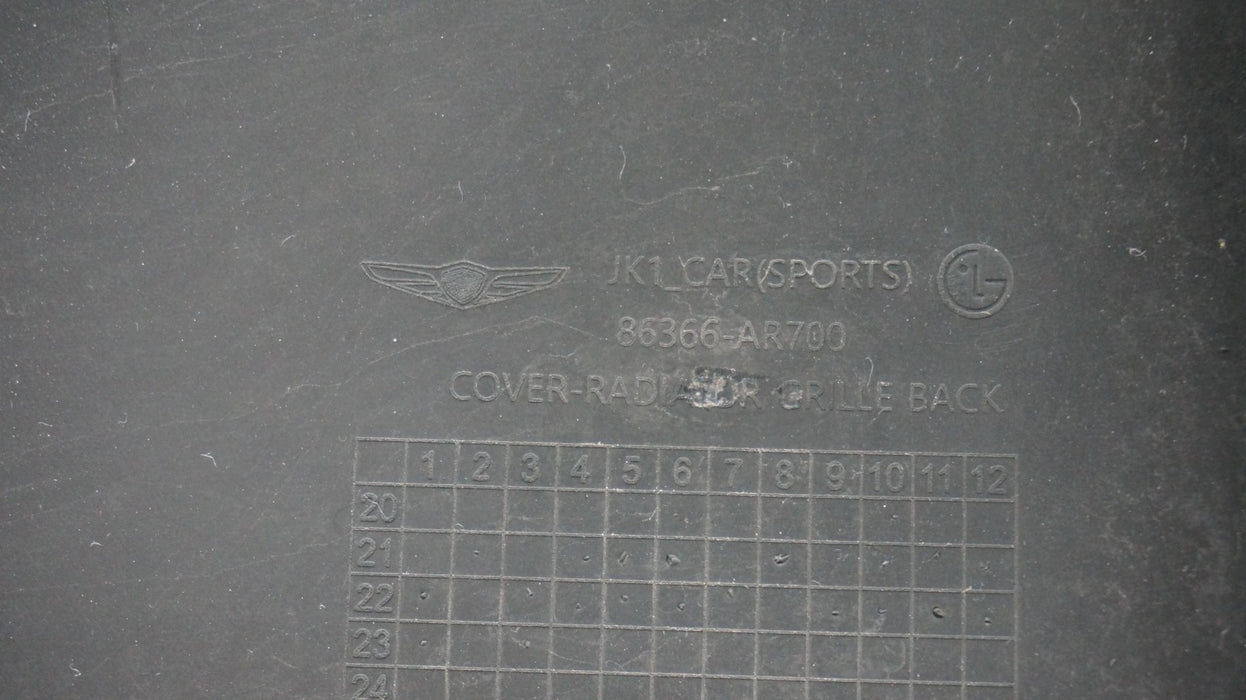 JK1_CAR(SPORTS) LG
86366-AR700
COVER-RADIATOR GRILLE BACK
1 2 3 4 5 6 7 8 9 10 11 12
20
21
22
23
24